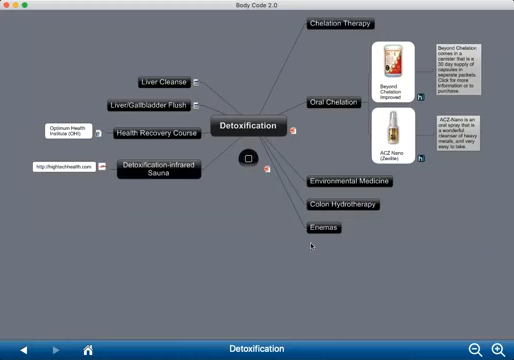 Body Code 2.0
Chelation Therapy
Liver Cleanse
Liver/Gallbladder Flush
Optimum Health
Institute (OHI)
Health Recovery Course
http://hightechhealth.com
Detoxification-infrared
Sauna
Detoxification
Oral Chelation
Beyond
Chelation
Improved
Beyond Chelation
comes in a
canister that is a
30 day supply of
capsules in
separate packets.
Click for more
information or to
purchase.
ACZ-Nano
(Zeolite)
ACZ-Nano is an
oral spray that is
a wonderful
cleanser of heavy
metals, and very
easy to take.
Environmental Medicine
Colon Hydrotherapy
Enemas
Detoxification